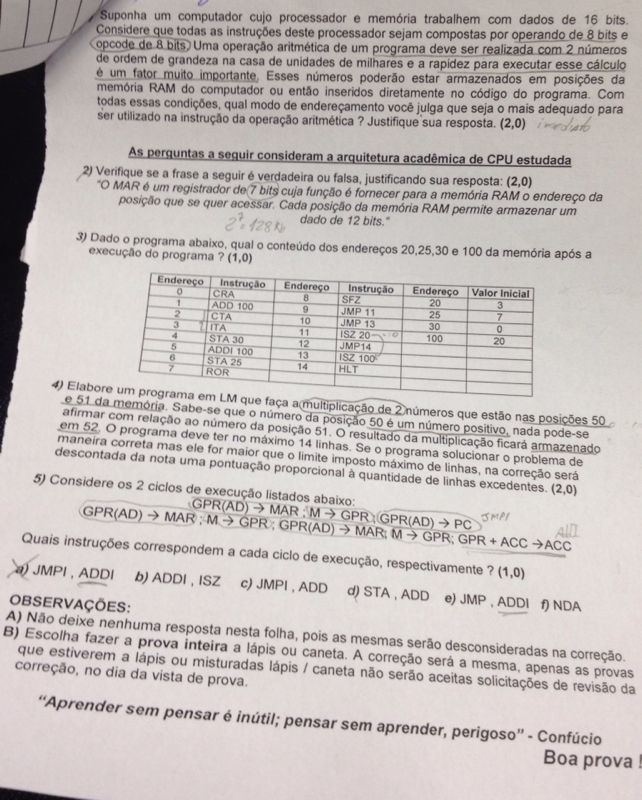 Suponha um computador cujo processador e memória trabalhem com dados de 16 bits.
Considere que todas as instruções deste processador sejam compostas por operando de 8 bits e
opcode de 8 bits. Uma operação aritmética de um programa deve ser realizada com 2 números
de ordem de grandeza na casa de unidades de milhares e a rapidez para executar esse cálculo
é um fator muito importante. Esses números poderão estar armazenados em posições da
memória RAM do computador ou então inseridos diretamente no código do programa. Com
todas essas condições, qual modo de endereçamento você julga que seja o mais adequado para
ser utilizado na instrução da operação aritmética ? Justifique sua resposta. (2,0) imediato
As perguntas a seguir consideram a arquitetura acadêmica de CPU estudada
2) Verifique se a frase a seguir é verdadeira ou falsa, justificando sua resposta: (2,0)
"O MAR é um registrador de 7 bits cuja função é fornecer para a memória RAM o endereço da
posição que se quer acessar. Cada posição da memória RAM permite armazenar um
dado de 12 bits."
3) Dado o programa abaixo, qual o conteúdo dos endereços 20,25,30 e 100 da memória após a
execução do programa ? (1,0)
Endereço Instrução Endereço Instrução Endereço Valor Inicial
0 CRA 8 SFZ 20 3
1 ADD 100 9 JMP 11 25 7
2 CTA 10 JMP 13 30 0
3 ITA 11 ISZ 20 100 20
4 STA 30 12 JMP14
5 ADDI 100 13 ISZ 100
6 STA 25 14 HLT
7 ROR
4) Elabore um programa em LM que faça a multiplicação de 2 números que estão nas posições 50
e 51 da memória. Sabe-se que o número da posição 50 é um número positivo, nada pode-se
afirmar com relação ao número da posição 51. O resultado da multiplicação ficará armazenado
em 52. O programa deve ter no máximo 14 linhas. Se o programa solucionar o problema de
maneira correta mas ele for maior que o limite imposto máximo de linhas, na correção será
descontada da nota uma pontuação proporcional à quantidade de linhas excedentes. (2,0)
5) Considere os 2 ciclos de execução listados abaixo:
GPR(AD) → MAR ; M → GPR ; GPR(AD) → PC JMPI
GPR(AD) → MAR ; M → GPR ; GPR(AD) → MAR; M → GPR; GPR + ACC → ACC
Quais instruções correspondem a cada ciclo de execução, respectivamente ? (1,0)
a) JMPI , ADDI b) ADDI , ISZ c) JMPI , ADD d) STA , ADD e) JMP , ADDI f) NDA
OBSERVAÇÕES:
A) Não deixe nenhuma resposta nesta folha, pois as mesmas serão desconsideradas na correção.
B) Escolha fazer a prova inteira a lápis ou caneta. A correção será a mesma, apenas as provas
que estiverem a lápis ou misturadas lápis / caneta não serão aceitas solicitações de revisão da
correção, no dia da vista de prova.
"Aprender sem pensar é inútil; pensar sem aprender, perigoso" - Confúcio
Boa prova !